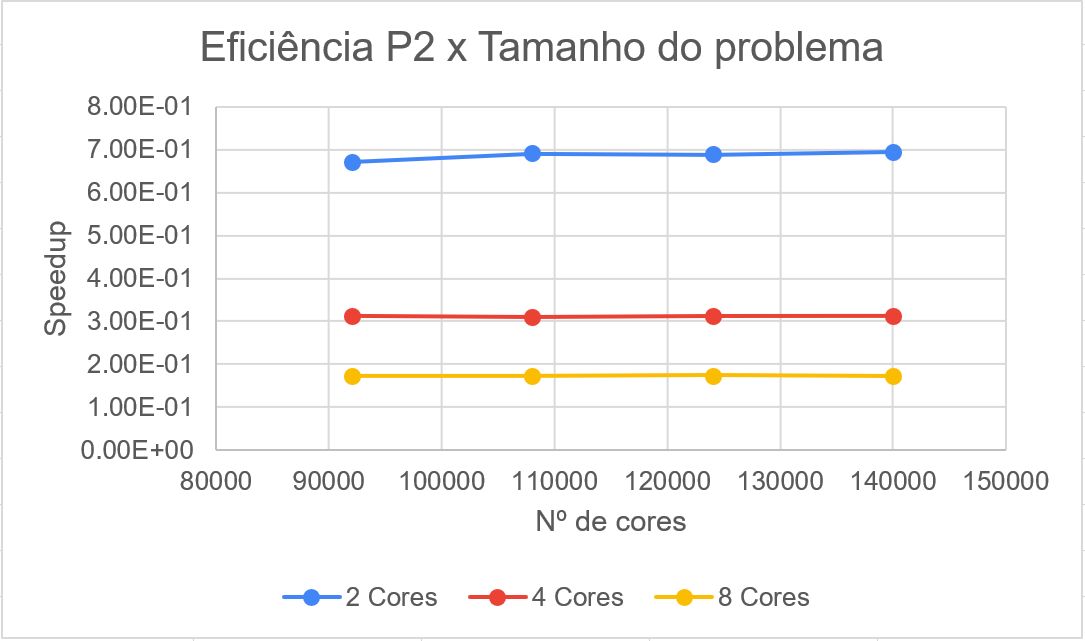 Eficiência P2 x Tamanho do problema
8.00E-01
7.00E-01
6.00E-01
5.00E-01
4.00E-01
3.00E-01
2.00E-01
1.00E-01
0.00E+00
Speedup
80000 90000 100000 110000 120000 130000 140000 150000
Nº de cores
2 Cores 4 Cores 8 Cores